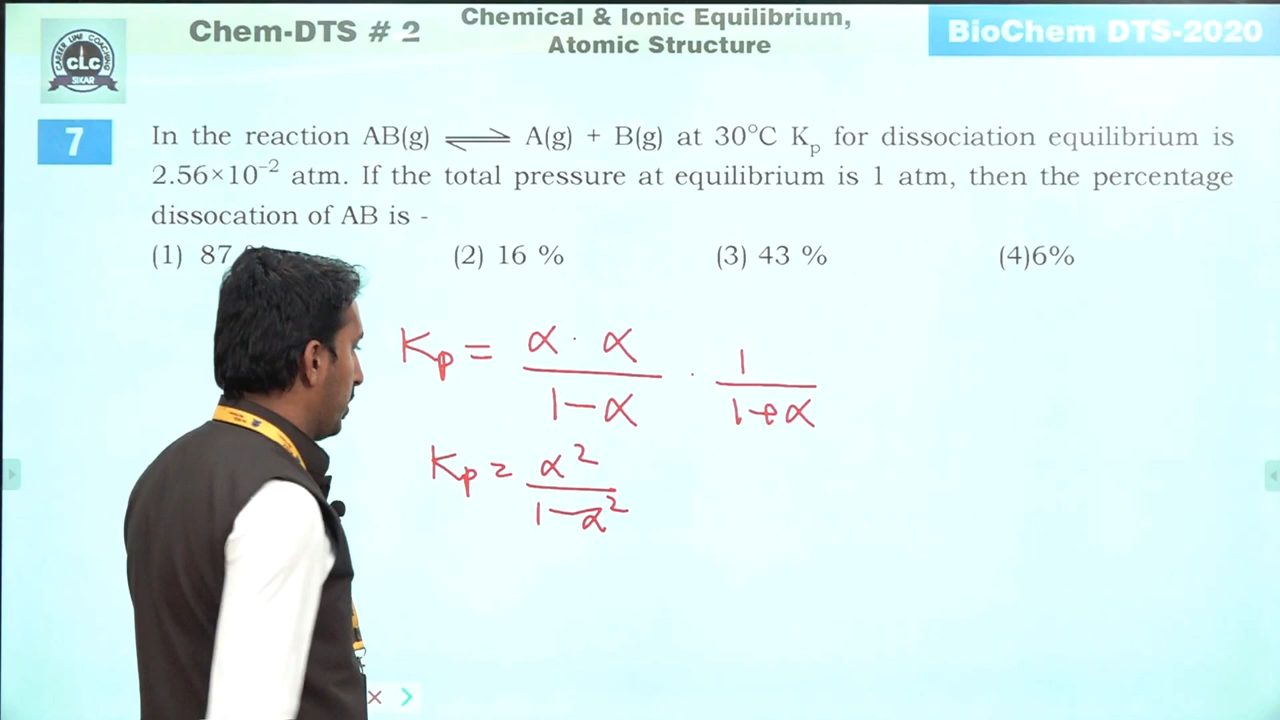 Chem-DTS # 2
Chemical & Ionic Equilibrium,
Atomic Structure
BioChem DTS-2020
CAREER LINE COACHING
CLC
SIKAR
7
In the reaction AB(g) ⇌ A(g) + B(g) at 30°C Kp for dissociation equilibrium is
2.56×10⁻² atm. If the total pressure at equilibrium is 1 atm, then the percentage
dissocation of AB is -
(1) 87
(2) 16 %
(3) 43 %
(4)6%
Kp = α · α / 1-α · 1 / 1+α
Kp = α² / 1-α²